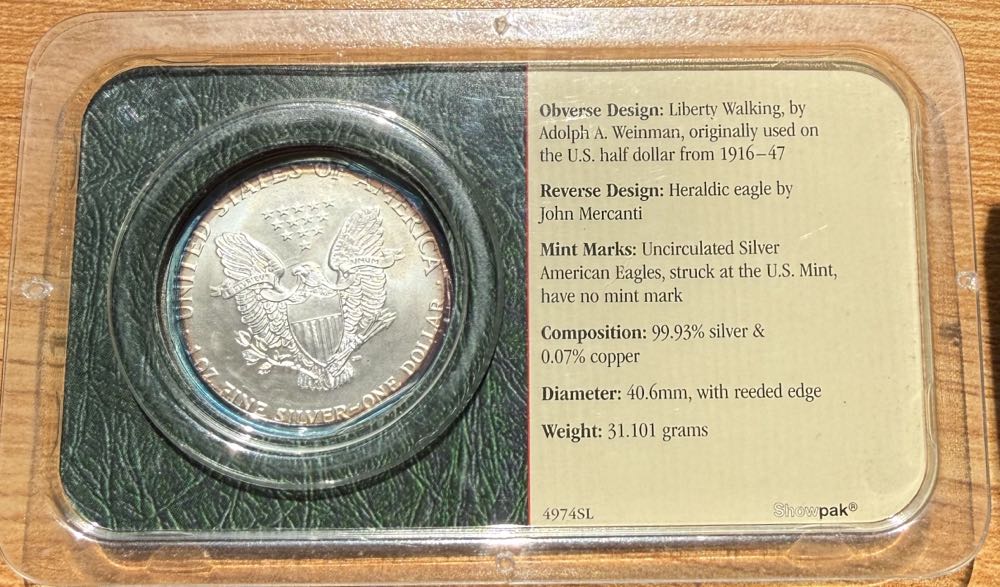 UNITED STATES OF AMERICA
PLURIBUS UNUM
1 OZ. FINE SILVER–ONE DOLLAR
Obverse Design: Liberty Walking, by
Adolph A. Weinman, originally used on
the U.S. half dollar from 1916–47
Reverse Design: Heraldic eagle by
John Mercanti
Mint Marks: Uncirculated Silver
American Eagles, struck at the U.S. Mint,
have no mint mark
Composition: 99.93% silver &
0.07% copper
Diameter: 40.6mm, with reeded edge
Weight: 31.101 grams
4974SL
Showpak®